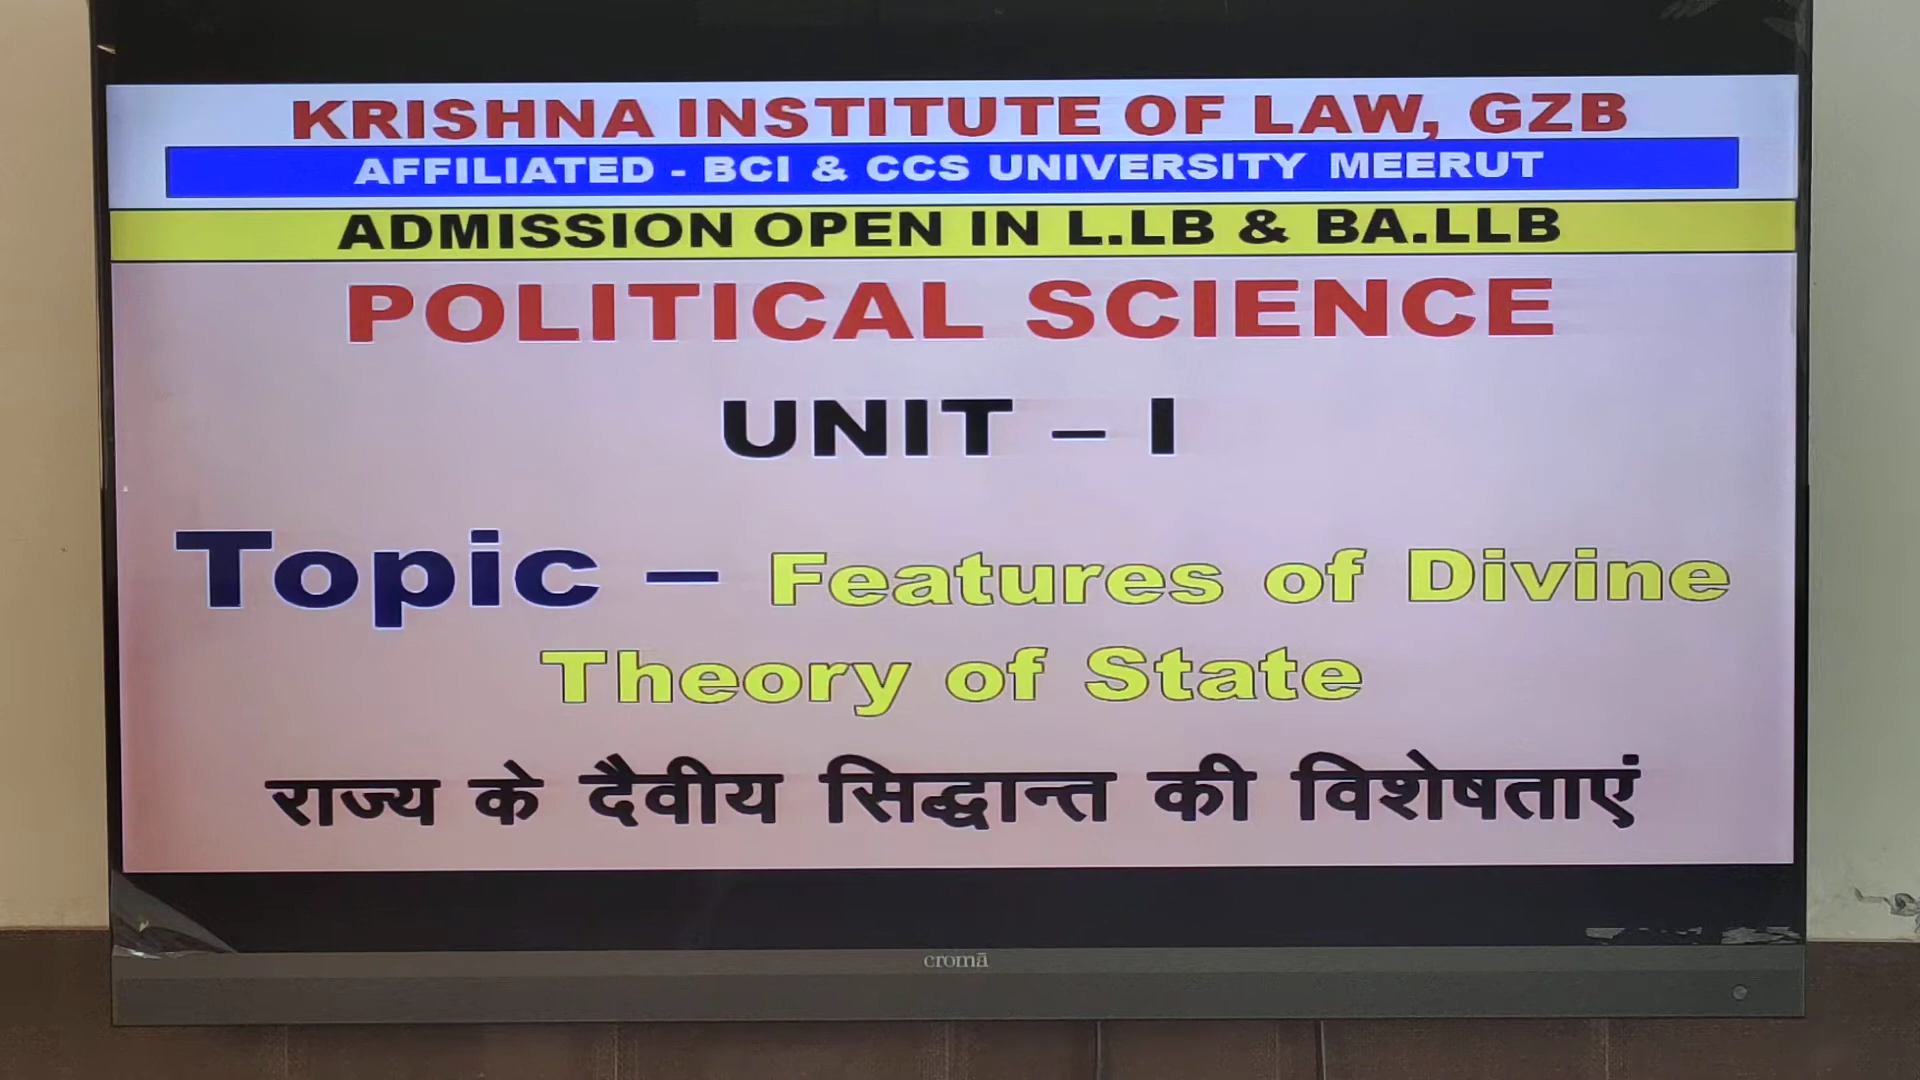 KRISHNA INSTITUTE OF LAW, GZB
AFFILIATED - BCI & CCS UNIVERSITY MEERUT
ADMISSION OPEN IN L.LB & BA.LLB
POLITICAL SCIENCE
UNIT – I
Topic – Features of Divine
Theory of State
राज्य के दैवीय सिद्धान्त की विशेषताएं
cromā